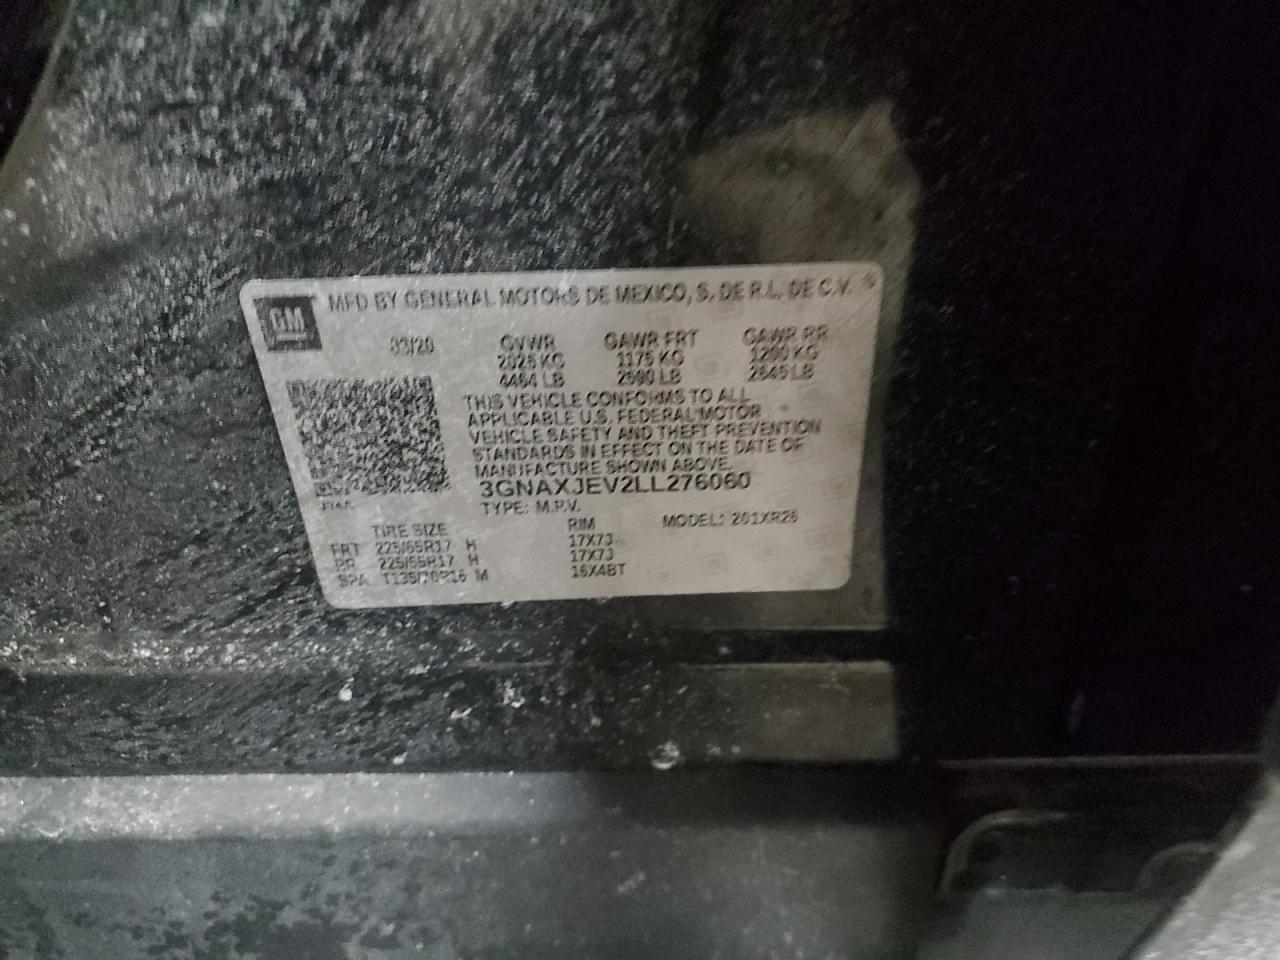 GM
MFD BY GENERAL MOTORS DE MEXICO, S. DE R.L. DE C.V.
03/20 GVWR GAWR FRT GAWR RR
2025 KG 1175 KG 1200 KG
4464 LB 2590 LB 2645 LB
THIS VEHICLE CONFORMS TO ALL
APPLICABLE U.S. FEDERAL MOTOR
VEHICLE SAFETY AND THEFT PREVENTION
STANDARDS IN EFFECT ON THE DATE OF
MANUFACTURE SHOWN ABOVE.
3GNAXJEV2LL276060
TYPE: M.P.V.
TIRE SIZE RIM MODEL: 201XR26
FRT 225/65R17 H 17X7J
RR 225/65R17 H 17X7J
SPA T135/70R16 M 16X4BT